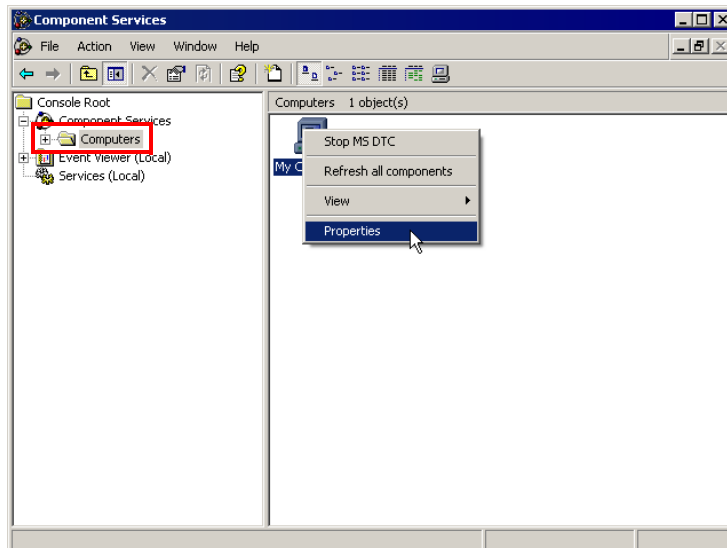 Component Services
File Action View Window Help
Console Root
Component Services
Computers
Event Viewer (Local)
Services (Local)
Computers 1 object(s)
My C
Stop MS DTC
Refresh all components
View
Properties